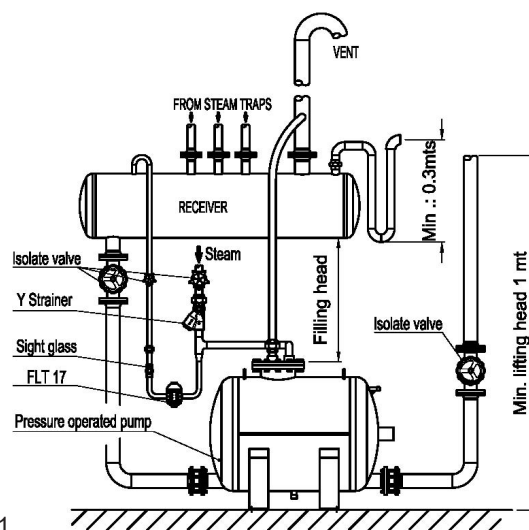 VENT
FROM STEAM TRAPS
RECEIVER
Min .: 0.3mts
Steam
Isolate valve
Y Strainer
Filling head
Isolate valve
Min. lifting head 1 mt
Sight glass
FLT 17
Pressure operated pump
1